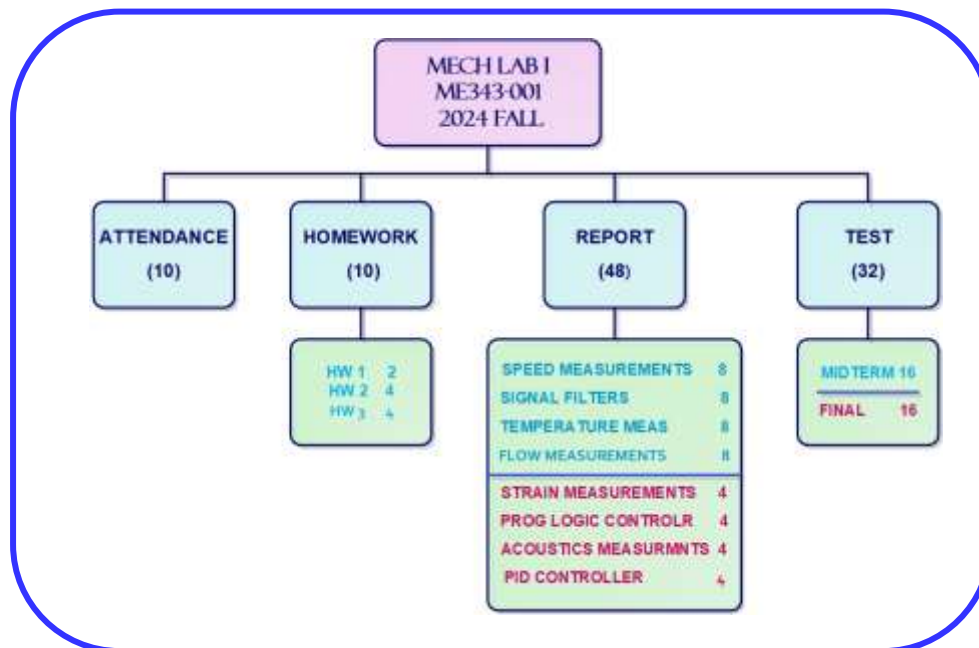 MECH LAB I
ME343-001
2024 FALL
ATTENDANCE
(10)
HOMEWORK
(10)
REPORT
(48)
TEST
(32)
HW 1 2
HW 2 4
HW 3 4
SPEED MEASUREMENTS 8
SIGNAL FILTERS 8
TEMPERATURE MEAS 8
FLOW MEASUREMENTS 8
STRAIN MEASUREMENTS 4
PROG LOGIC CONTROLR 4
ACOUSTICS MEASURMNTS 4
PID CONTROLLER 4
MIDTERM 16
FINAL 16